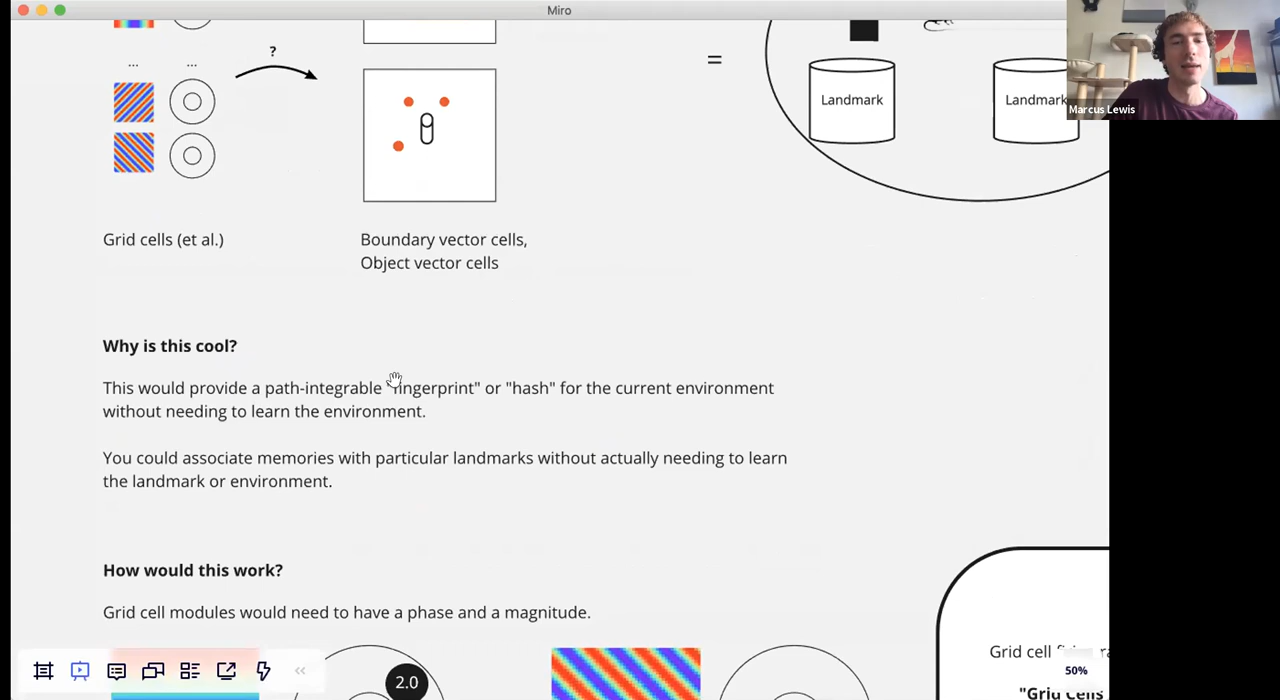 Miro
?
... ...
=
Landmark
Landmark
Marcus Lewis
Grid cells (et al.)
Boundary vector cells,
Object vector cells
Why is this cool?
This would provide a path-integrable "fingerprint" or "hash" for the current environment
without needing to learn the environment.
You could associate memories with particular landmarks without actually needing to learn
the landmark or environment.
How would this work?
Grid cell modules would need to have a phase and a magnitude.
Grid cell
2.0
50%
"Grid Cells